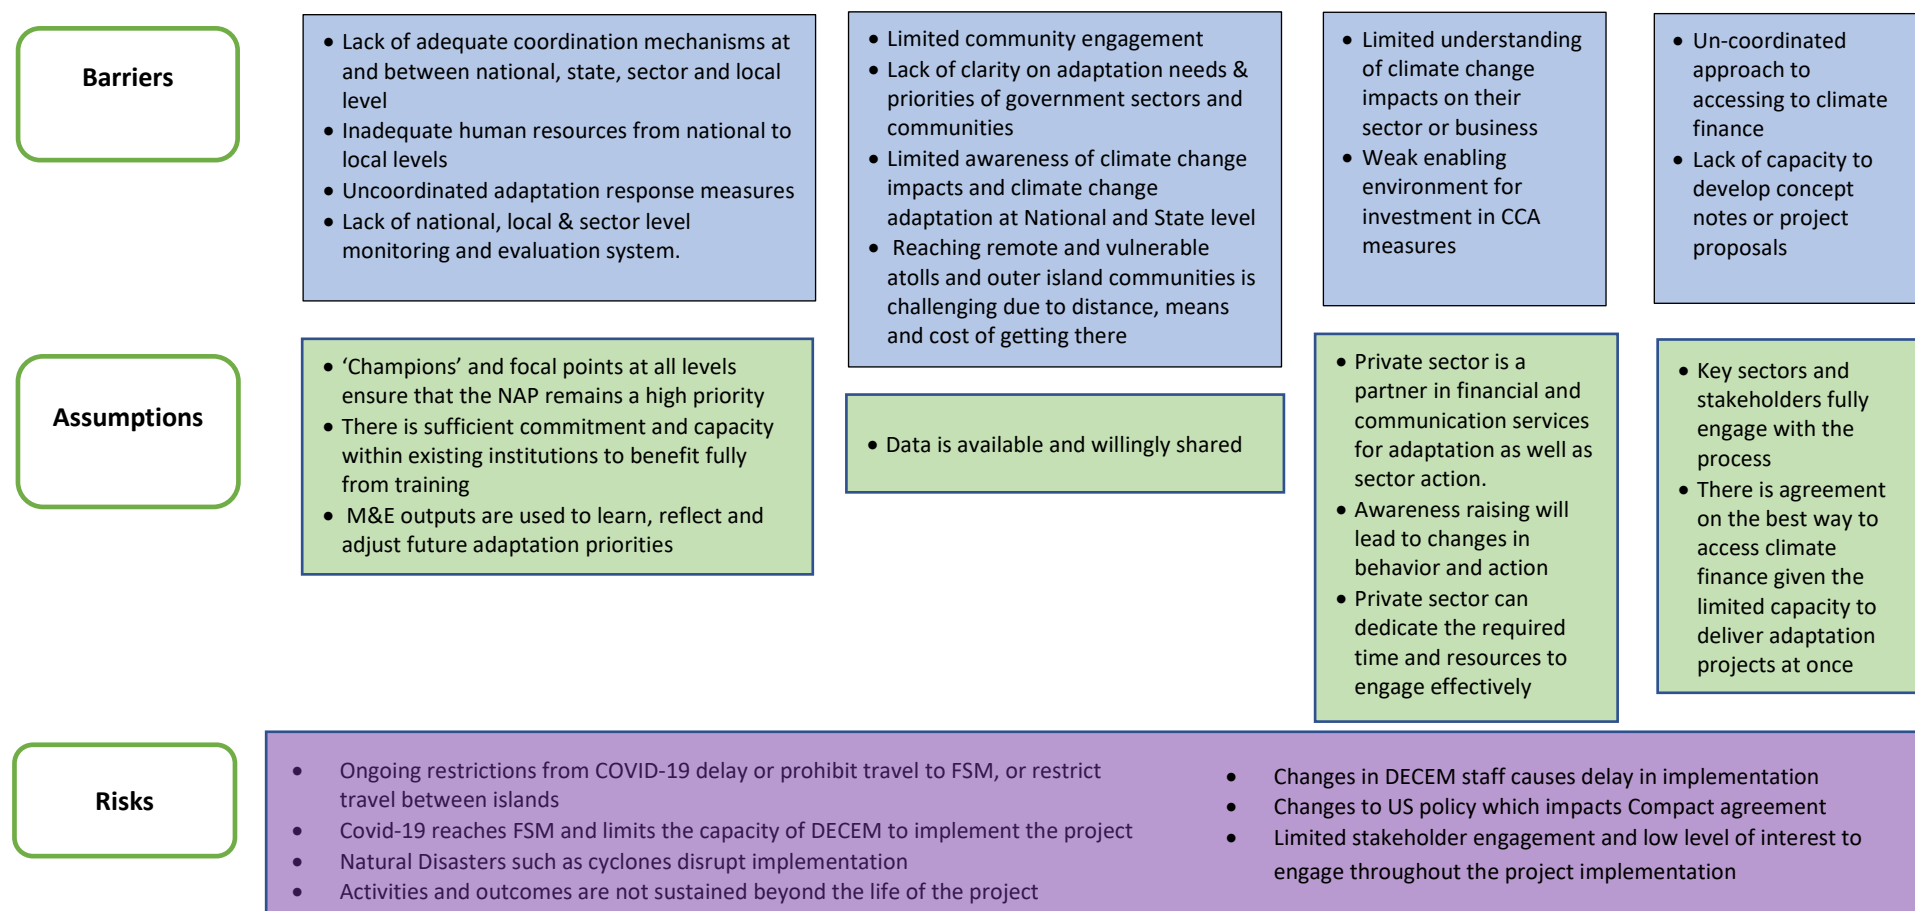 Barriers
• Lack of adequate coordination mechanisms at
and between national, state, sector and local
level
• Inadequate human resources from national to
local levels
• Uncoordinated adaptation response measures
• Lack of national, local & sector level
monitoring and evaluation system.
• Limited community engagement
• Lack of clarity on adaptation needs &
priorities of government sectors and
communities
• Limited awareness of climate change
impacts and climate change
adaptation at National and State level
• Reaching remote and vulnerable
atolls and outer island communities is
challenging due to distance, means
and cost of getting there
• Limited understanding
of climate change
impacts on their
sector or business
• Weak enabling
environment for
investment in CCA
measures
• Un-coordinated
approach to
accessing to climate
finance
• Lack of capacity to
develop concept
notes or project
proposals
Assumptions
• ‘Champions’ and focal points at all levels
ensure that the NAP remains a high priority
• There is sufficient commitment and capacity
within existing institutions to benefit fully
from training
• M&E outputs are used to learn, reflect and
adjust future adaptation priorities
• Data is available and willingly shared
• Private sector is a
partner in financial and
communication services
for adaptation as well as
sector action.
• Awareness raising will
lead to changes in
behavior and action
• Private sector can
dedicate the required
time and resources to
engage effectively
• Key sectors and
stakeholders fully
engage with the
process
• There is agreement
on the best way to
access climate
finance given the
limited capacity to
deliver adaptation
projects at once
Risks
• Ongoing restrictions from COVID-19 delay or prohibit travel to FSM, or restrict
travel between islands
• Covid-19 reaches FSM and limits the capacity of DECEM to implement the project
• Natural Disasters such as cyclones disrupt implementation
• Activities and outcomes are not sustained beyond the life of the project
• Changes in DECEM staff causes delay in implementation
• Changes to US policy which impacts Compact agreement
• Limited stakeholder engagement and low level of interest to
engage throughout the project implementation